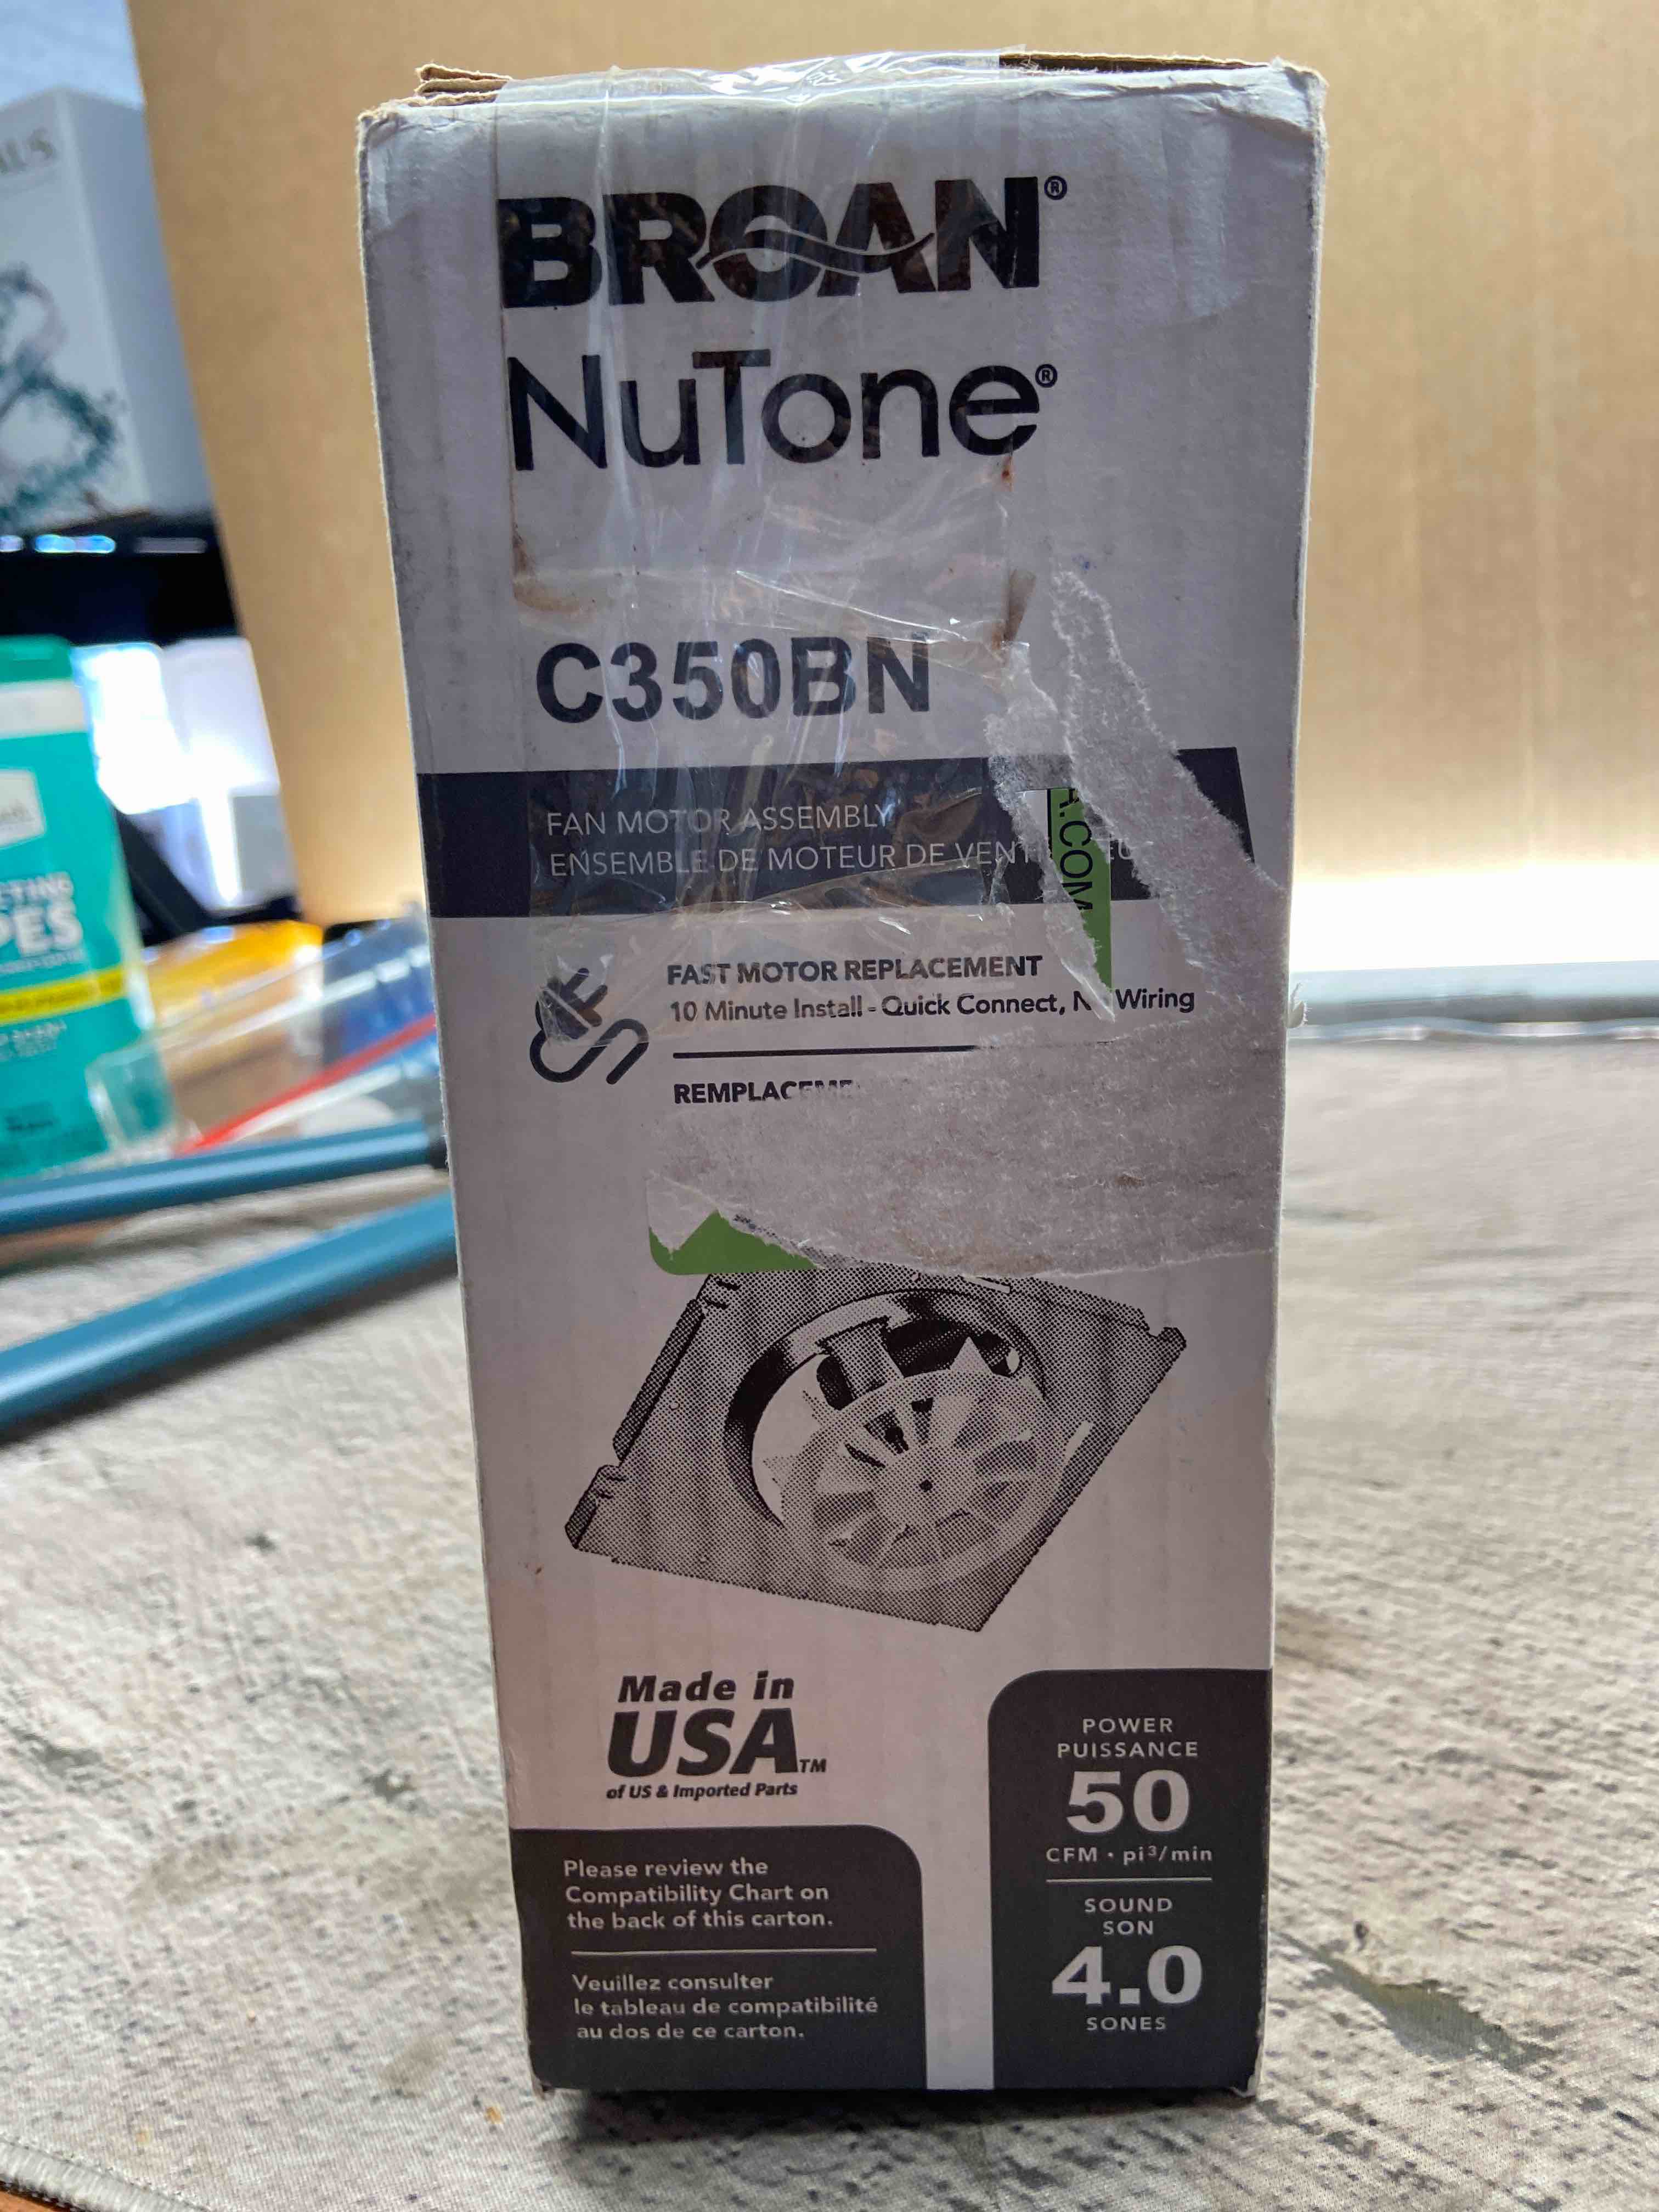 BROAN®
NuTone®
C350BN
FAN MOTOR ASSEMBLY
ENSEMBLE DE MOTEUR DE
.COM
FAST MOTOR REPLACEMENT
10 Minute Install - Quick Connect, Wiring
Made in
USA™
of US & Imported Parts
POWER
PUISSANCE
50
CFM • pi³/min
SOUND
SON
4.0
SONES
Please review the
Compatibility Chart on
the back of this carton.
Veuillez consulter
le tableau de compatibilité
au dos de ce carton.